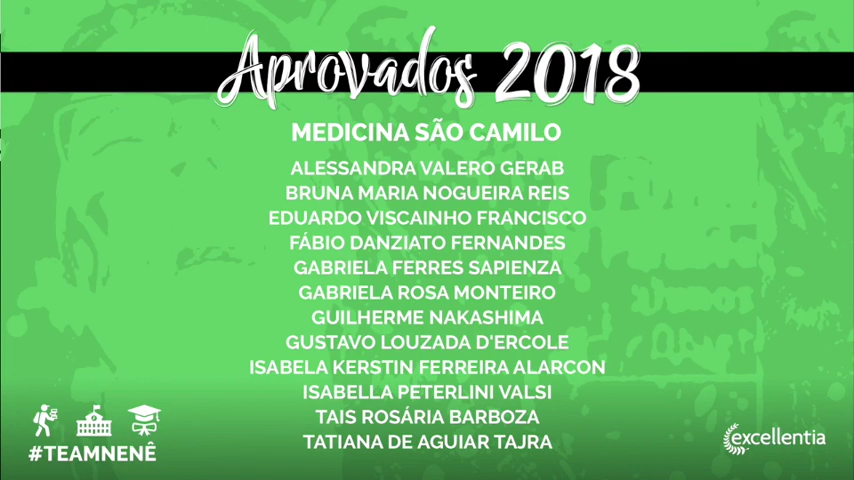 Aprovados 2018
MEDICINA SÃO CAMILO
ALESSANDRA VALERO GERAB
BRUNA MARIA NOGUEIRA REIS
EDUARDO VISCAINHO FRANCISCO
FÁBIO DANZIATO FERNANDES
GABRIELA FERRES SAPIENZA
GABRIELA ROSA MONTEIRO
GUILHERME NAKASHIMA
GUSTAVO LOUZADA D'ERCOLE
ISABELA KERSTIN FERREIRA ALARCON
ISABELLA PETERLINI VALSI
TAIS ROSÁRIA BARBOZA
TATIANA DE AGUIAR TAJRA
#TEAMNENÊ
excellentia